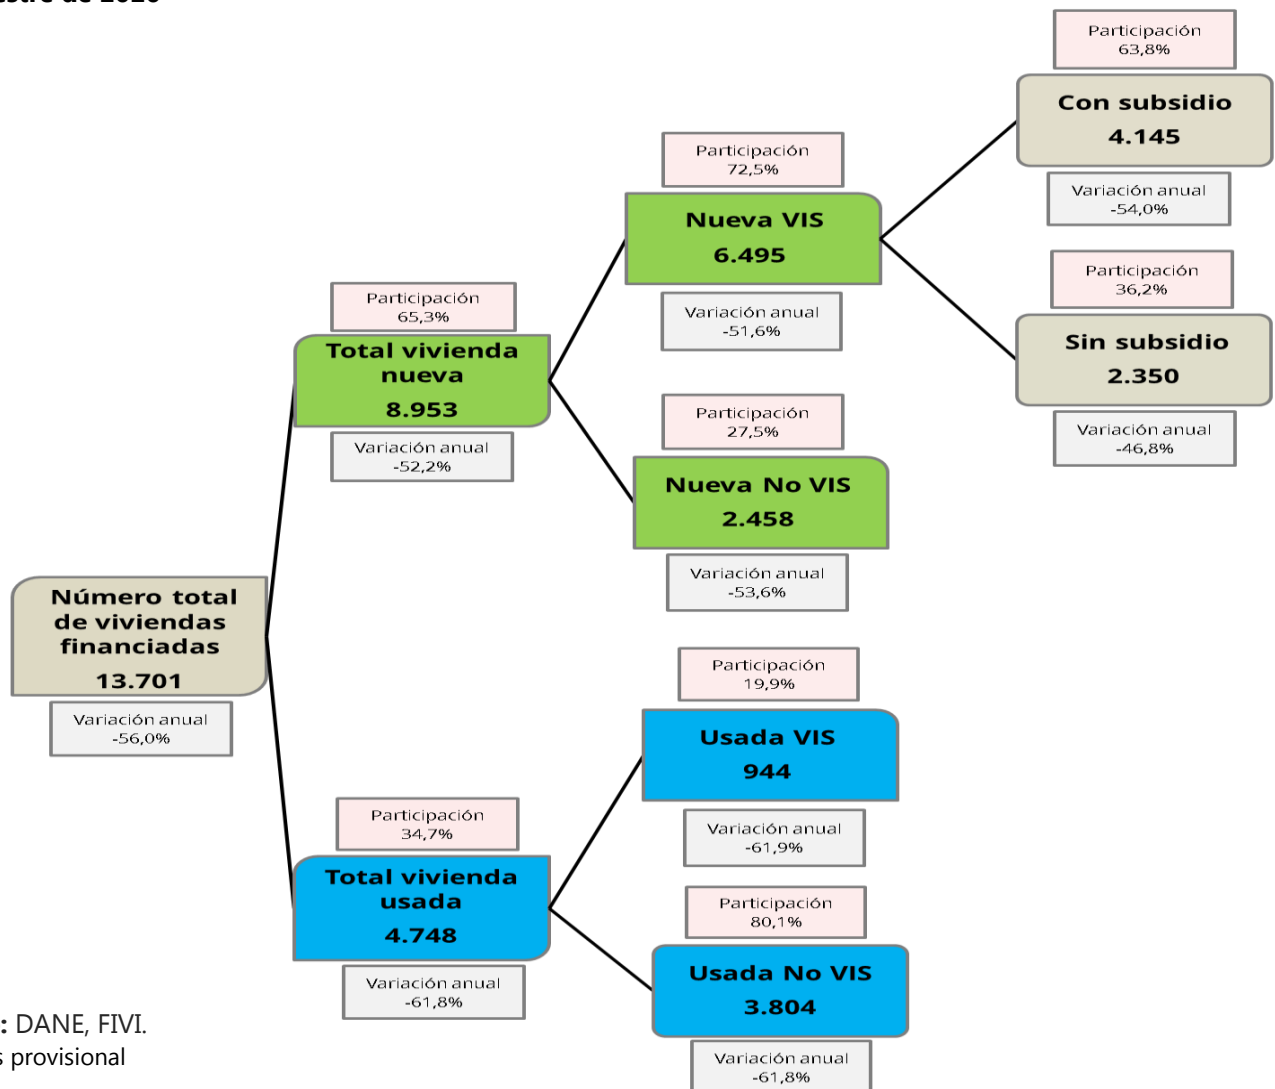 de 2020
Participación
63,8%
Con subsidio
4.145
Variación anual
-54,0%
Participación
72,5%
Nueva VIS
6.495
Variación anual
-51,6%
Participación
36,2%
Sin subsidio
2.350
Variación anual
-46,8%
Participación
65,3%
Total vivienda
nueva
8.953
Variación anual
-52,2%
Participación
27,5%
Nueva No VIS
2.458
Variación anual
-53,6%
Número total
de viviendas
financiadas
13.701
Variación anual
-56,0%
Participación
19,9%
Usada VIS
944
Variación anual
-61,9%
Participación
34,7%
Total vivienda
usada
4.748
Variación anual
-61,8%
Participación
80,1%
Usada No VIS
3.804
Variación anual
-61,8%
: DANE, FIVI.
s provisional